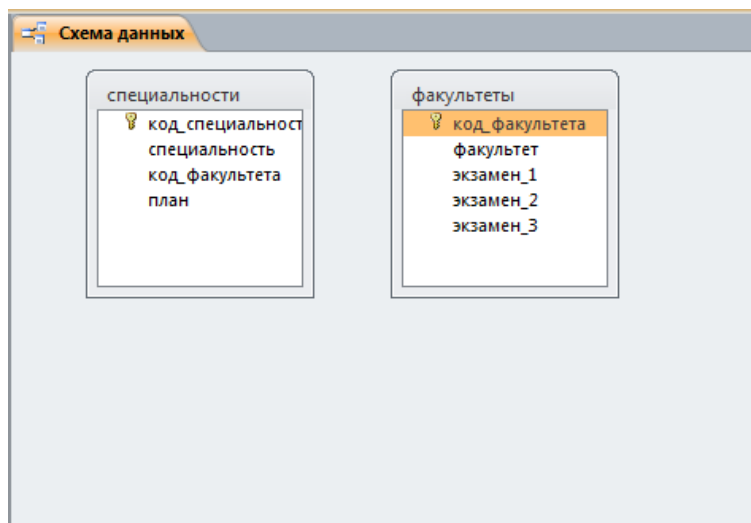 Схема данных
специальности
код_специальност
специальность
код_факультета
план
факультеты
код_факультета
факультет
экзамен_1
экзамен_2
экзамен_3